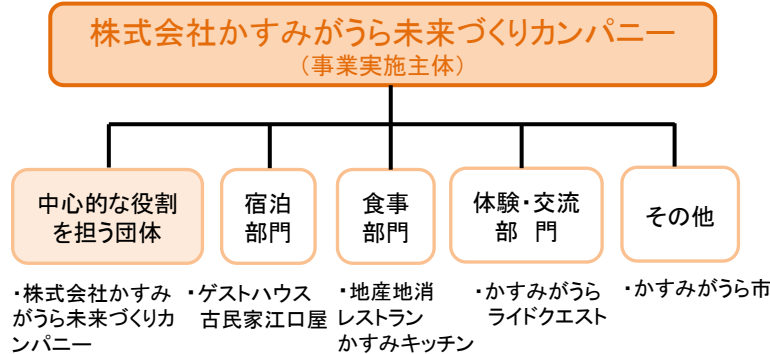 株式会社かすみがうら未来づくりカンパニー
（事業実施主体）
中心的な役割
を担う団体
宿泊
部門
食事
部門
体験・交流
部　門
その他
・株式会社かすみ
がうら未来づくりカ
ンパニー
・ゲストハウス
古民家江口屋
・地産地消
レストラン
かすみキッチン
・かすみがうら
ライドクエスト
・かすみがうら市